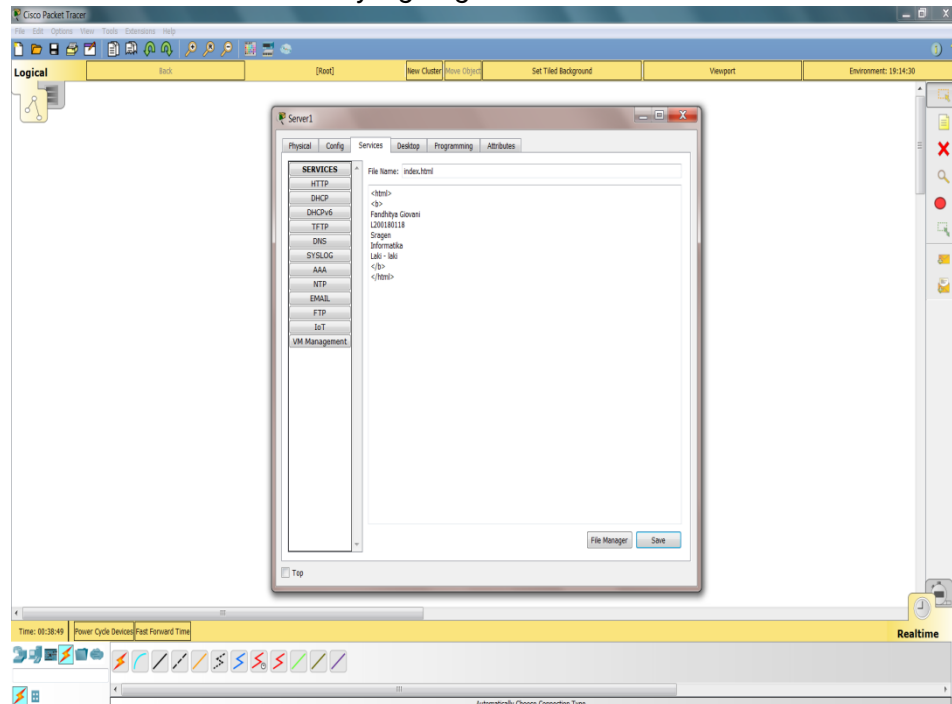 Cisco Packet Tracer
File Edit Options View Tools Extensions Help
Logical Back [Root] New Cluster Move Object Set Tiled Background Viewport Environment: 19:14:30
Server1
Physical Config Services Desktop Programming Attributes
SERVICES
HTTP
DHCP
DHCPv6
TFTP
DNS
SYSLOG
AAA
NTP
EMAIL
FTP
IoT
VM Management
File Name: index.html
<html>
<b>
Fandhitya Giovani
L200180118
Sragen
Informatika
Laki - laki
</b>
</html>
File Manager Save
Top
Time: 00:38:49 Power Cycle Devices Fast Forward Time Realtime
Automatically Choose Connection Type